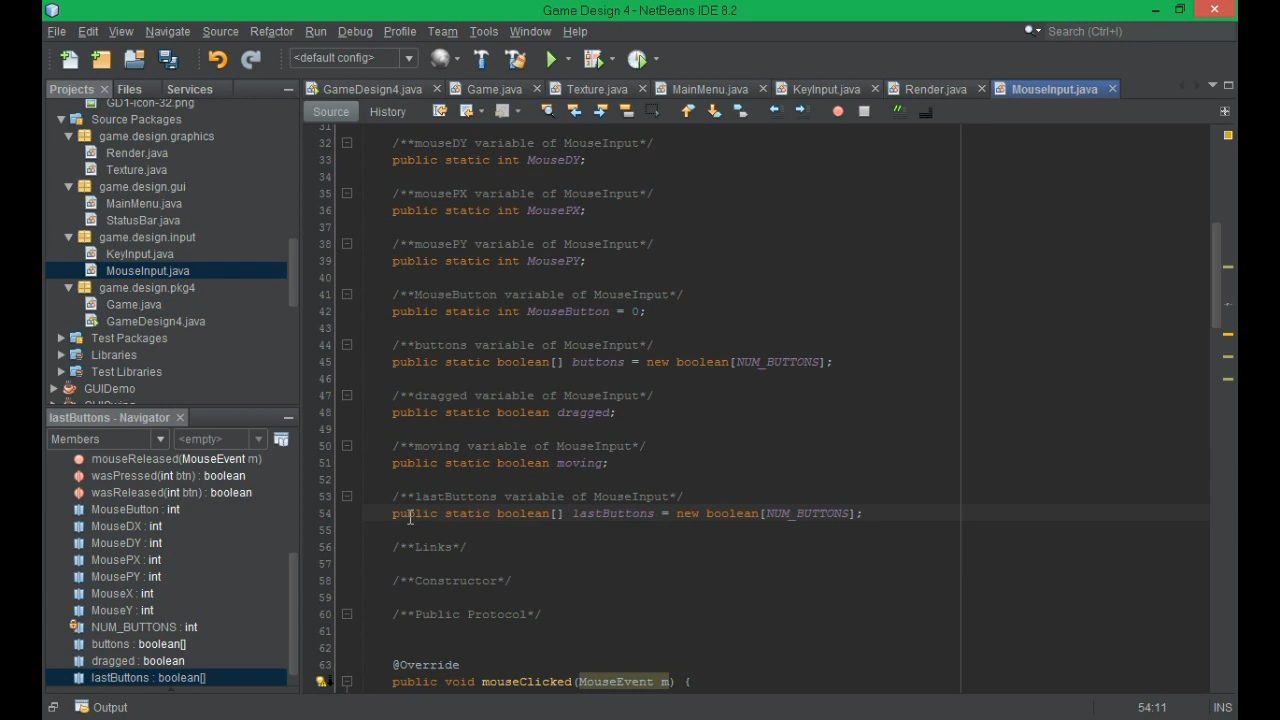 Game Design 4 - NetBeans IDE 8.2
File Edit View Navigate Source Refactor Run Debug Profile Team Tools Window Help
Search (Ctrl+I)
<default config>
Projects Files Services
GameDesign4.java Game.java Texture.java MainMenu.java KeyInput.java Render.java MouseInput.java
Source History
GD1-icon-32.png
Source Packages
game.design.graphics
Render.java
Texture.java
game.design.gui
MainMenu.java
StatusBar.java
game.design.input
KeyInput.java
MouseInput.java
game.design.pkg4
Game.java
GameDesign4.java
Test Packages
Libraries
Test Libraries
GUIDemo
lastButtons - Navigator
Members <empty>
mouseReleased(MouseEvent m)
wasPressed(int btn) : boolean
wasReleased(int btn) : boolean
MouseButton : int
MouseDX : int
MouseDY : int
MousePX : int
MousePY : int
MouseX : int
MouseY : int
NUM_BUTTONS : int
buttons : boolean[]
dragged : boolean
lastButtons : boolean[]
31
32 /**mouseDY variable of MouseInput*/
33 public static int MouseDY;
34
35 /**mousePX variable of MouseInput*/
36 public static int MousePX;
37
38 /**mousePY variable of MouseInput*/
39 public static int MousePY;
40
41 /**MouseButton variable of MouseInput*/
42 public static int MouseButton = 0;
43
44 /**buttons variable of MouseInput*/
45 public static boolean[] buttons = new boolean[NUM_BUTTONS];
46
47 /**dragged variable of MouseInput*/
48 public static boolean dragged;
49
50 /**moving variable of MouseInput*/
51 public static boolean moving;
52
53 /**lastButtons variable of MouseInput*/
54 public static boolean[] lastButtons = new boolean[NUM_BUTTONS];
55
56 /**Links*/
57
58 /**Constructor*/
59
60 /**Public Protocol*/
61
62
63 @Override
public void mouseClicked(MouseEvent m) {
Output
54:11 INS